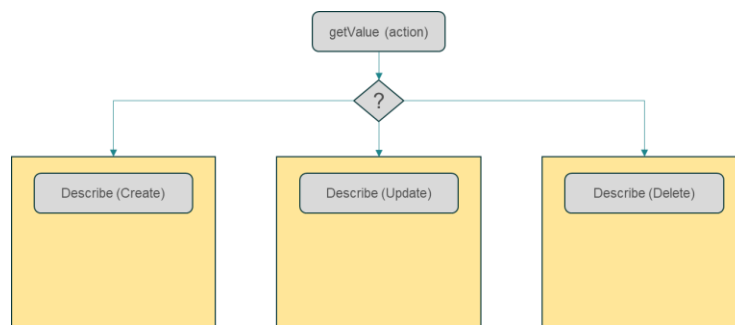 getValue (action)
?
Describe (Create)
Describe (Update)
Describe (Delete)